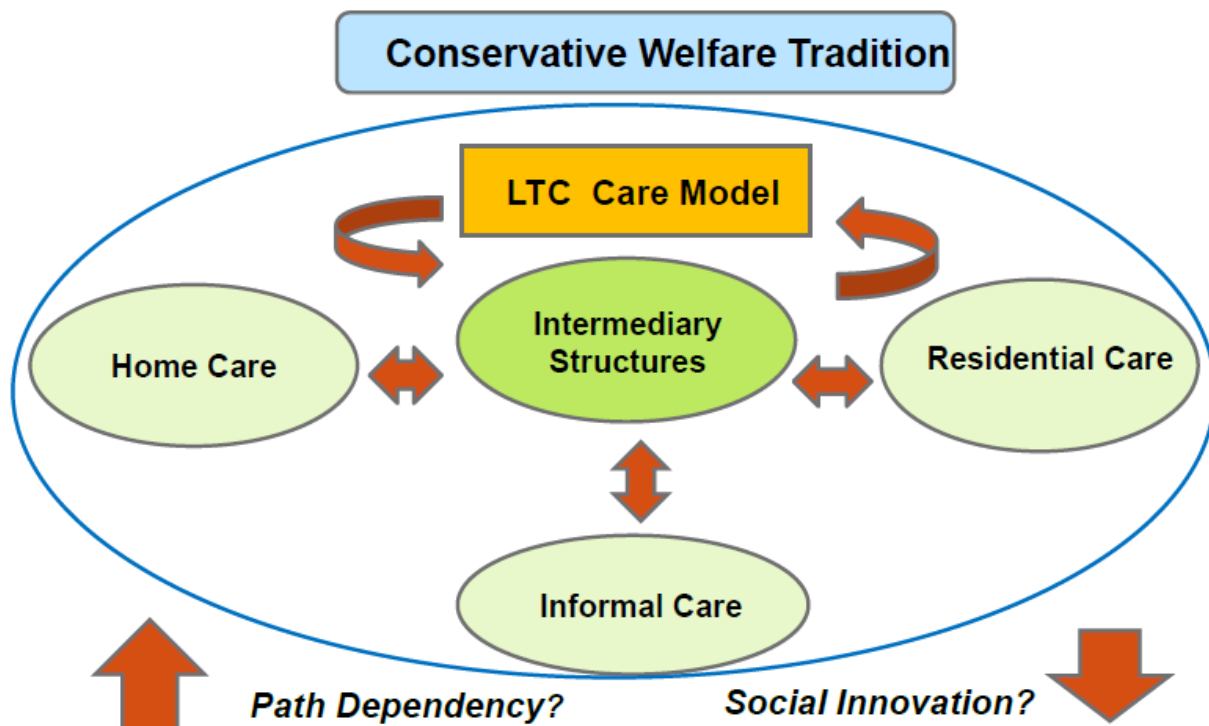 Conservative Welfare Tradition
LTC Care Model
Intermediary
Structures
Home Care
Residential Care
Informal Care
Path Dependency?
Social Innovation?